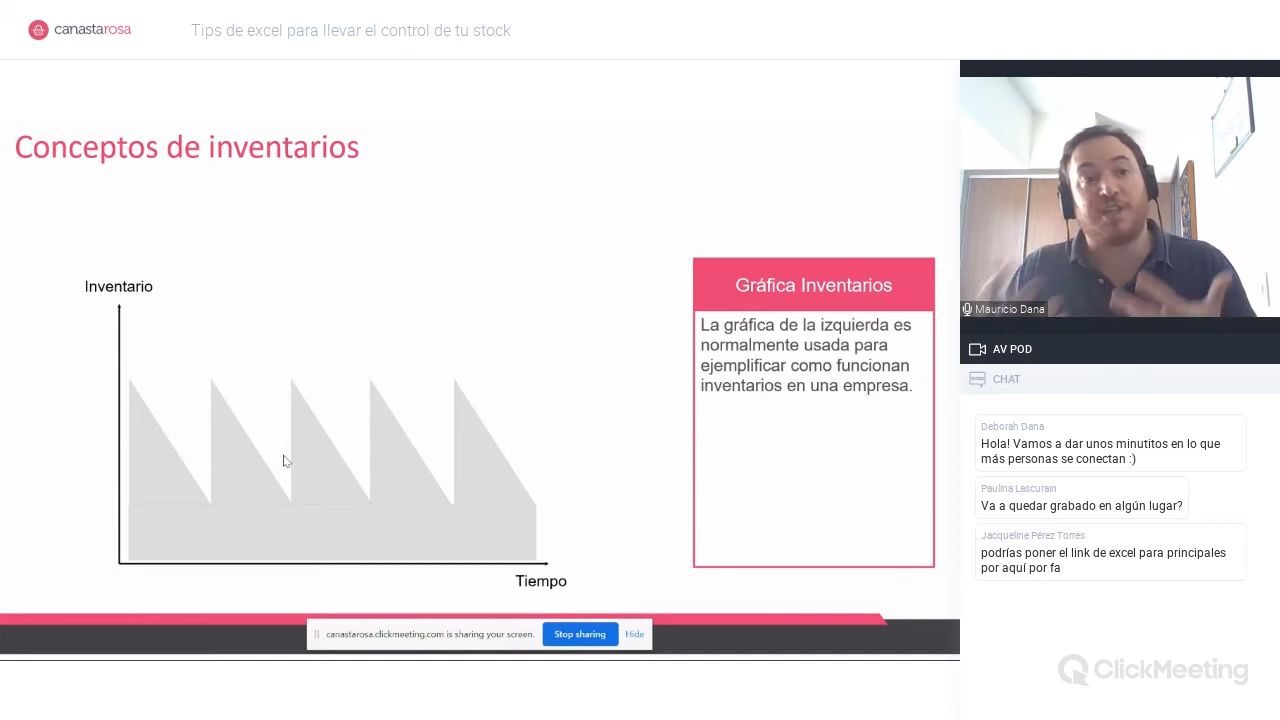 canastarosa
Tips de excel para llevar el control de tu stock
Conceptos de inventarios
Inventario
Tiempo
Gráfica Inventarios
La gráfica de la izquierda es
normalmente usada para
ejemplificar como funcionan
inventarios en una empresa.
canastarosa.clickmeeting.com is sharing your screen.
Stop sharing
Hide
Mauricio Dana
AV POD
CHAT
Deborah Dana
Hola! Vamos a dar unos minutitos en lo que
más personas se conectan :)
Paulina Lascurain
Va a quedar grabado en algún lugar?
Jacqueline Pérez Torres
podrías poner el link de excel para principales
por aquí por fa
ClickMeeting